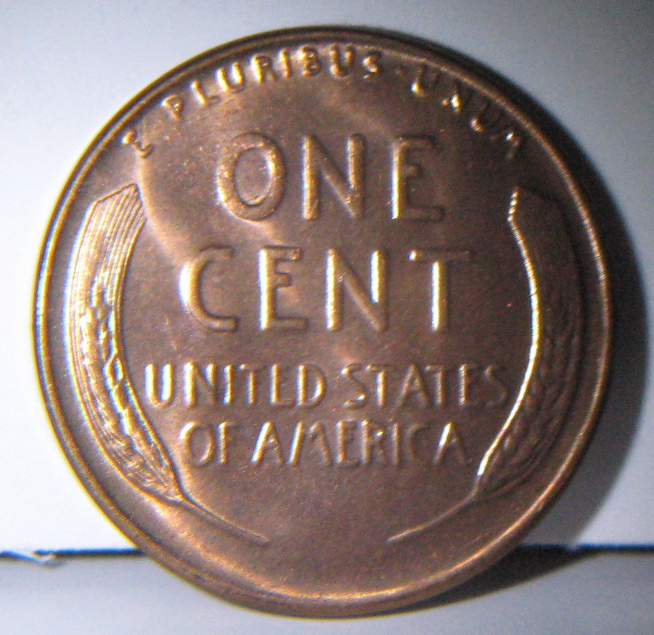 E PLURIBUS · UNUM
ONE
CENT
UNITED STATES
OF AMERICA